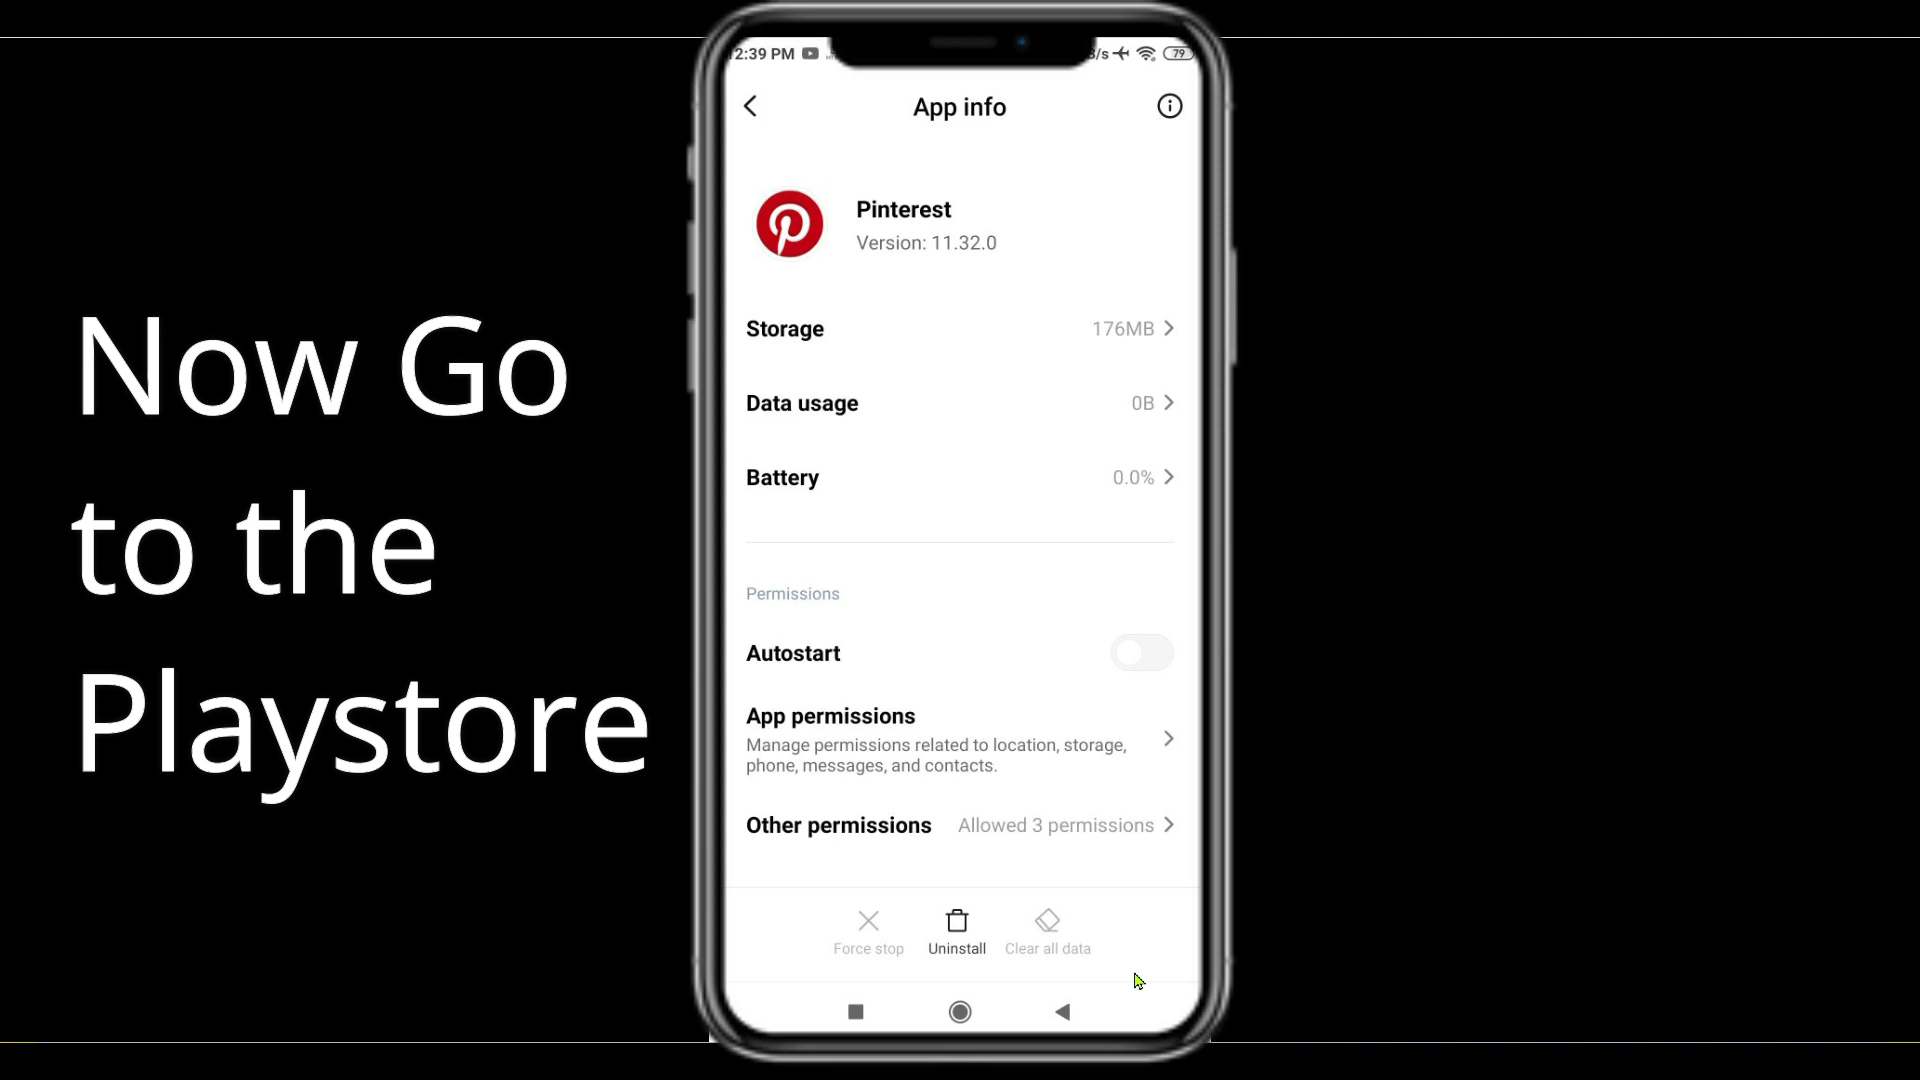 Now Go
to the
Playstore
2:39 PM
/s
79
App info
Pinterest
Version: 11.32.0
Storage 176MB
Data usage 0B
Battery 0.0%
Permissions
Autostart
App permissions
Manage permissions related to location, storage,
phone, messages, and contacts.
Other permissions Allowed 3 permissions
Force stop Uninstall Clear all data